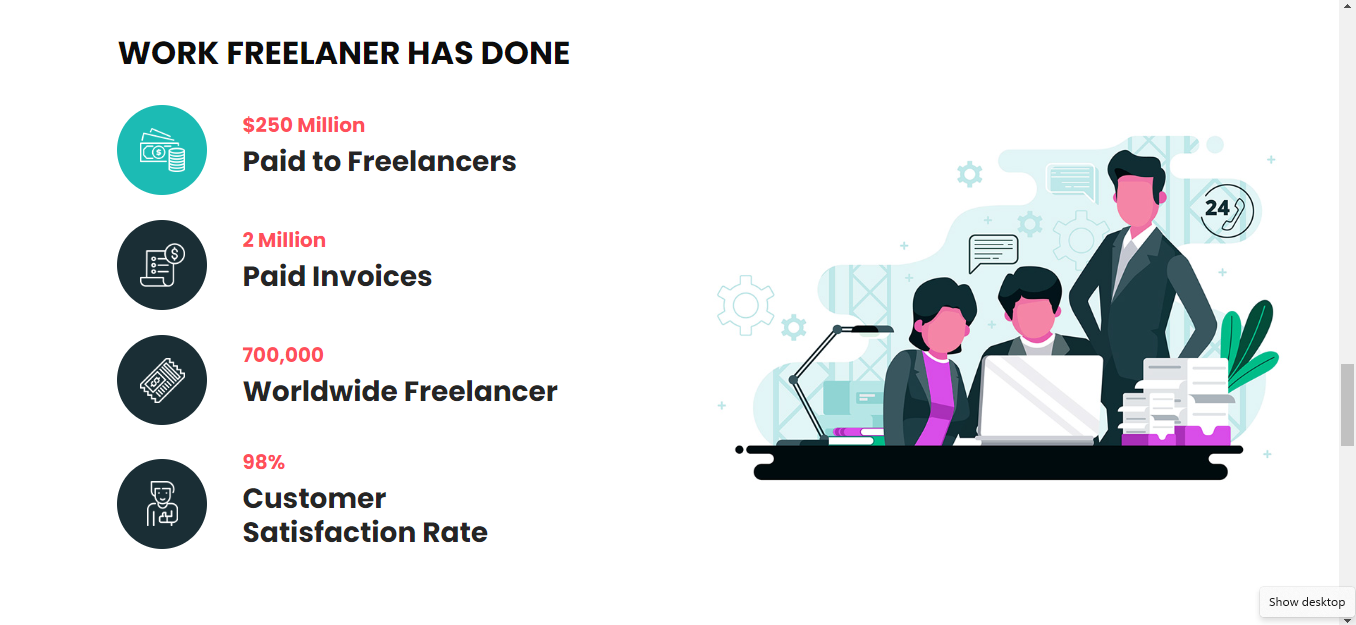 WORK FREELANER HAS DONE
$250 Million
Paid to Freelancers
2 Million
Paid Invoices
700,000
Worldwide Freelancer
98%
Customer
Satisfaction Rate
24
Show desktop